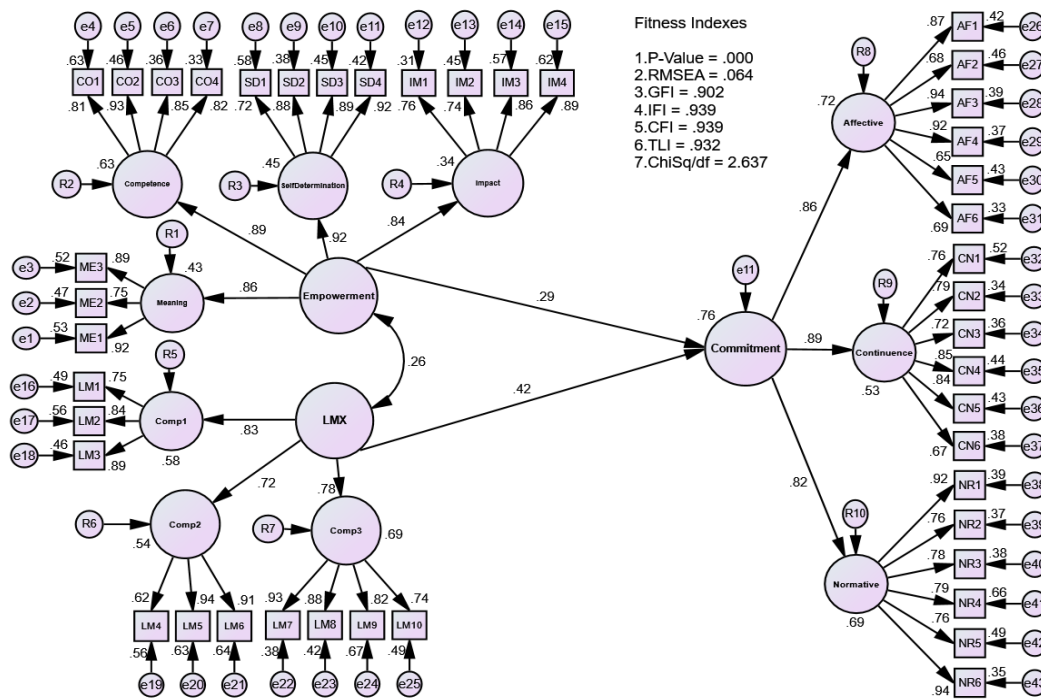 e4 e5 e6 e7 e8 e9 e10 e11 e12 e13 e14 e15
.63 .46 .36 .33 .58 .38 .45 .42 .31 .45 .57 .62
CO1 CO2 CO3 CO4 SD1 SD2 SD3 SD4 IM1 IM2 IM3 IM4
.81 .93 .85 .82 .72 .88 .89 .92 .76 .74 .86 .89
Fitness Indexes
1.P-Value = .000
2.RMSEA = .064
3.GFI = .902
4.IFI = .939
5.CFI = .939
6.TLI = .932
7.ChiSq/df = 2.637
R2 .63 Competence
R3 .45 SelfDetermination
R4 .34 Impact
.89 .92 .84
R1 .43 Meaning
.86
Empowerment
e3 .52 ME3 .89
e2 .47 ME2 .75
e1 .53 ME1 .92
.26
R5 Comp1 .58
.83
LMX
e16 .49 LM1 .75
e17 .56 LM2 .84
e18 .46 LM3 .89
.72 .78
R6 .54 Comp2
R7 Comp3 .69
.62 .94 .91 .93 .88 .82 .74
LM4 LM5 LM6 LM7 LM8 LM9 LM10
.56 .63 .64 .38 .42 .67 .49
e19 e20 e21 e22 e23 e24 e25
.29
.42
e11
.76
Commitment
.86
.89
.82
R8
.72 Affective
.87 AF1 .42 e26
.68 AF2 .46 e27
.94 AF3 .39 e28
.92 AF4 .37 e29
.65 AF5 .43 e30
.69 AF6 .33 e31
R9
Continuence
.53
.76 CN1 .52 e32
.79 CN2 .34 e33
.72 CN3 .36 e34
.85 CN4 .44 e35
.84 CN5 .43 e36
.67 CN6 .38 e37
R10
Normative
.69
.92 NR1 .39 e38
.76 NR2 .37 e39
.78 NR3 .38 e40
.79 NR4 .66 e41
.76 NR5 .49 e42
.94 NR6 .35 e43